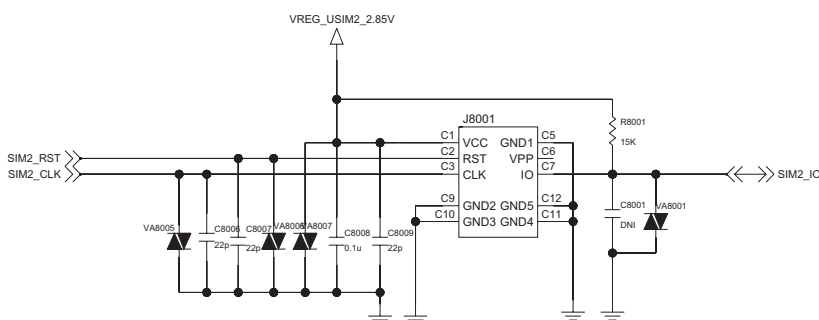 VREG_USIM2_2.85V
J8001
R8001
15K
C1 VCC GND1 C5
C2 RST VPP C6
C3 CLK IO C7
C9 GND2 GND5 C12
C10 GND3 GND4 C11
SIM2_RST
SIM2_CLK
SIM2_IO
VA8005
C8006
22p
C8007
22p
VA8006
VA8007
C8008
0.1u
C8009
22p
C8001
DNI
VA8001